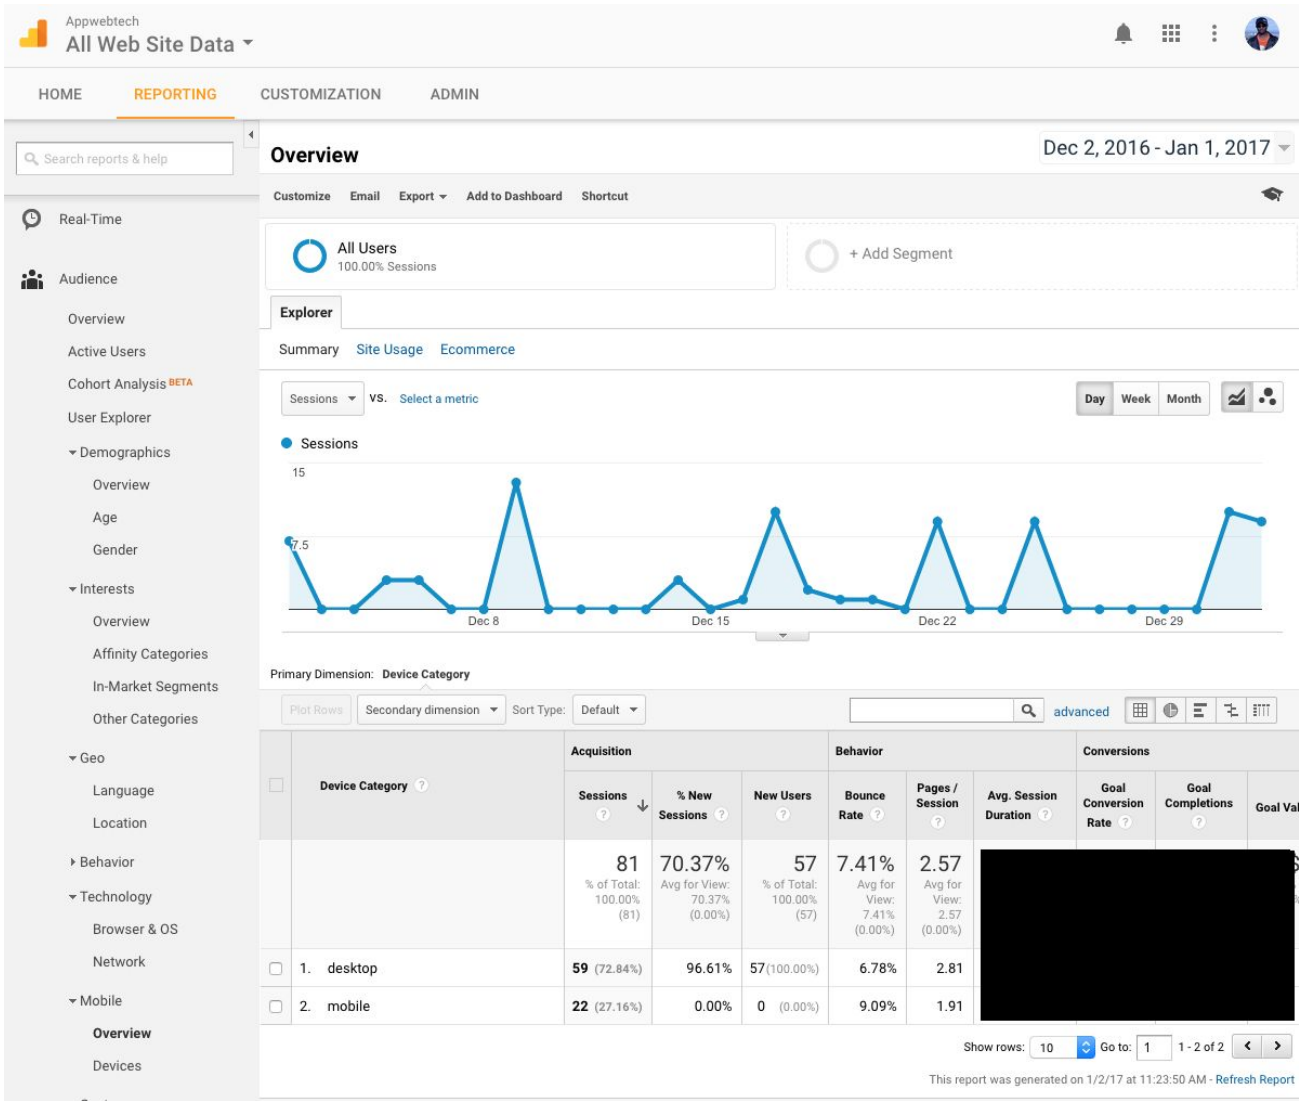 Appwebtech
All Web Site Data
HOME
REPORTING
CUSTOMIZATION
ADMIN
Search reports & help
Real-Time
Audience
Overview
Active Users
Cohort Analysis BETA
User Explorer
Demographics
Overview
Age
Gender
Interests
Overview
Affinity Categories
In-Market Segments
Other Categories
Geo
Language
Location
Behavior
Technology
Browser & OS
Network
Mobile
Overview
Devices
Overview
Dec 2, 2016 - Jan 1, 2017
Customize Email Export Add to Dashboard Shortcut
All Users
100.00% Sessions
+ Add Segment
Explorer
Summary Site Usage Ecommerce
Sessions VS. Select a metric
Day Week Month
Sessions
15
7.5
Dec 8 Dec 15 Dec 22 Dec 29
Primary Dimension: Device Category
Plot Rows Secondary dimension Sort Type: Default
advanced
Device Category ?
Acquisition
Behavior
Conversions
Sessions
?
% New
Sessions ?
New Users
?
Bounce
Rate ?
Pages /
Session
?
Avg. Session
Duration ?
Goal
Conversion
Rate ?
Goal
Completions
?
Goal Val
81
% of Total:
100.00%
(81)
70.37%
Avg for View:
70.37%
(0.00%)
57
% of Total:
100.00%
(57)
7.41%
Avg for
View:
7.41%
(0.00%)
2.57
Avg for
View:
2.57
(0.00%)
1. desktop 59 (72.84%) 96.61% 57(100.00%) 6.78% 2.81
2. mobile 22 (27.16%) 0.00% 0 (0.00%) 9.09% 1.91
Show rows: 10 Go to: 1 1 - 2 of 2
This report was generated on 1/2/17 at 11:23:50 AM - Refresh Report